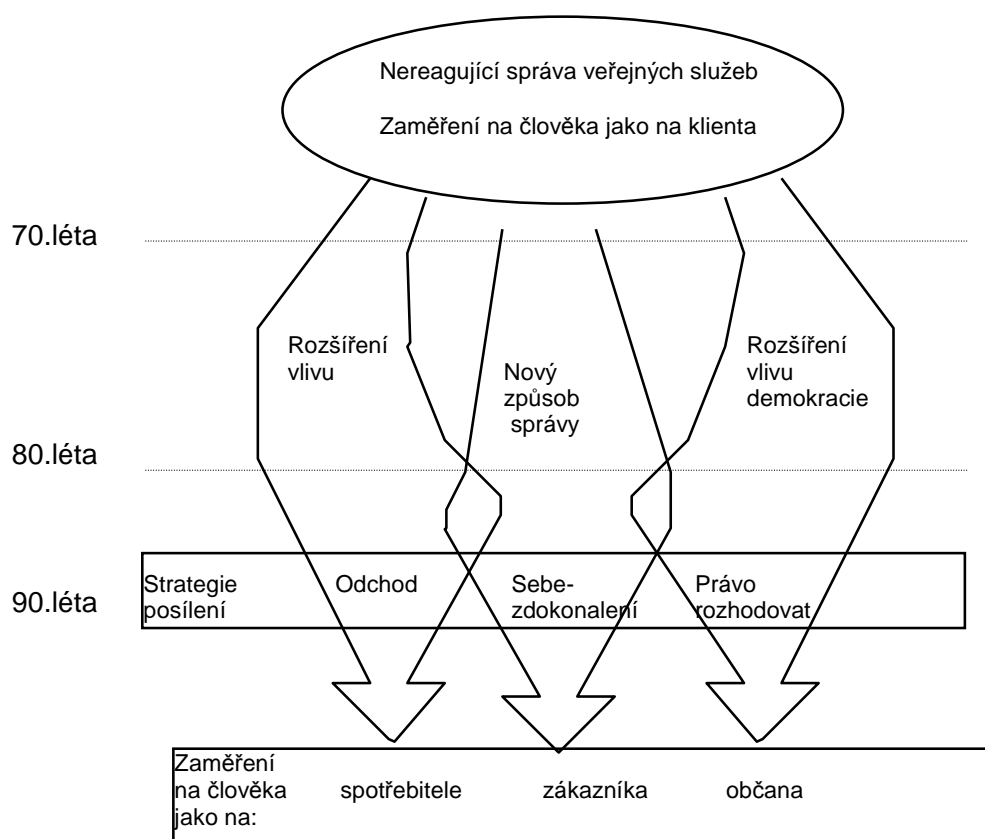 Nereagující správa veřejných služeb
Zaměření na člověka jako na klienta
70.léta
Rozšíření
vlivu
Nový
způsob
správy
Rozšíření
vlivu
demokracie
80.léta
90.léta
Strategie
posílení
Odchod
Sebe-
zdokonalení
Právo
rozhodovat
Zaměření
na člověka
jako na:
spotřebitele
zákazníka
občana